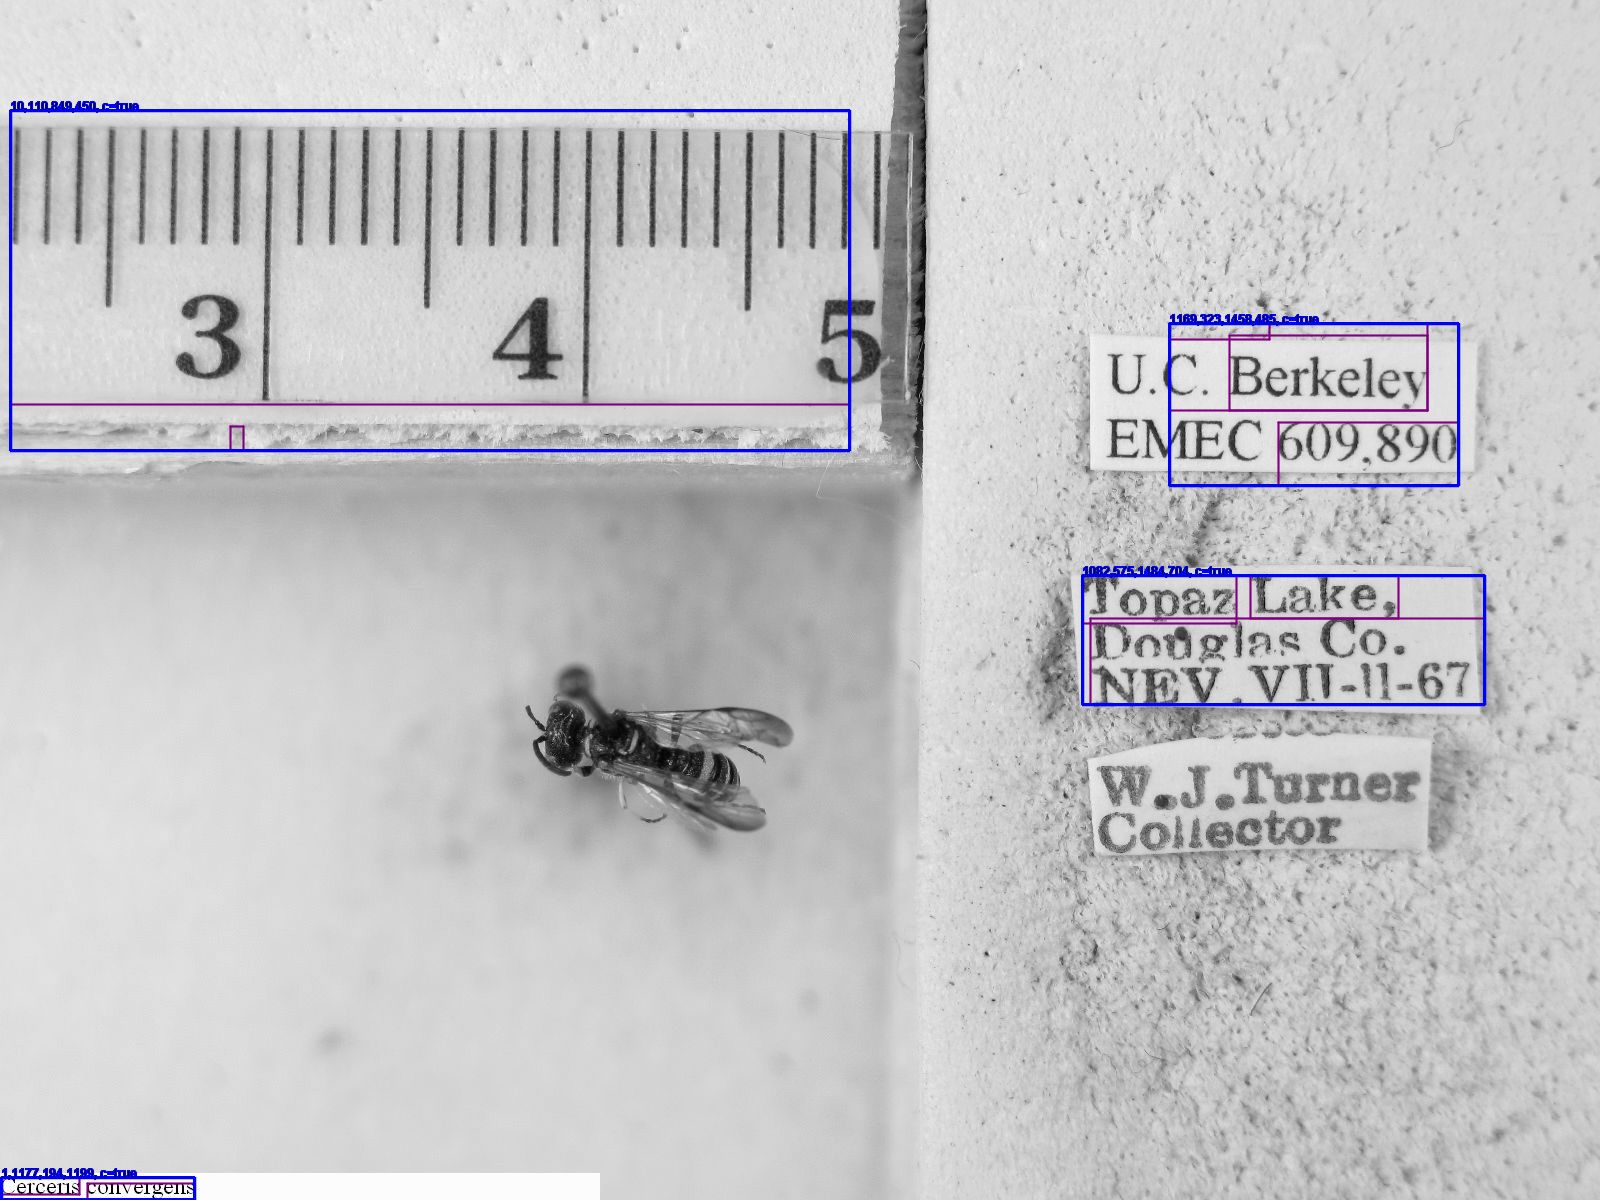 10,110,849,450, c=true
3 4 5
1169,323,1458,485, c=true
U.C. Berkeley
EMEC 609,890
1082,575,1484,704, c=true
Topaz Lake,
Douglas Co.
NEV. VII-11-67
W.J.Turner
Collector
1,1177,194,1199, c=true
Cerceris convergens